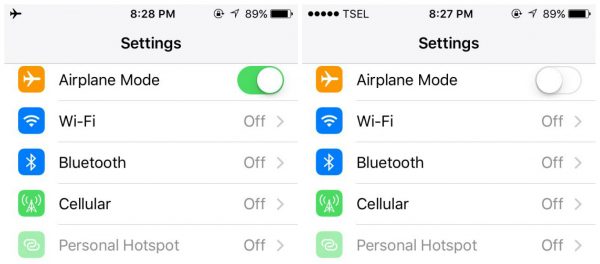 8:28 PM 89%
Settings
Airplane Mode
Wi-Fi Off
Bluetooth Off
Cellular Off
Personal Hotspot Off
TSEL 8:27 PM 89%
Settings
Airplane Mode
Wi-Fi Off
Bluetooth Off
Cellular Off
Personal Hotspot Off